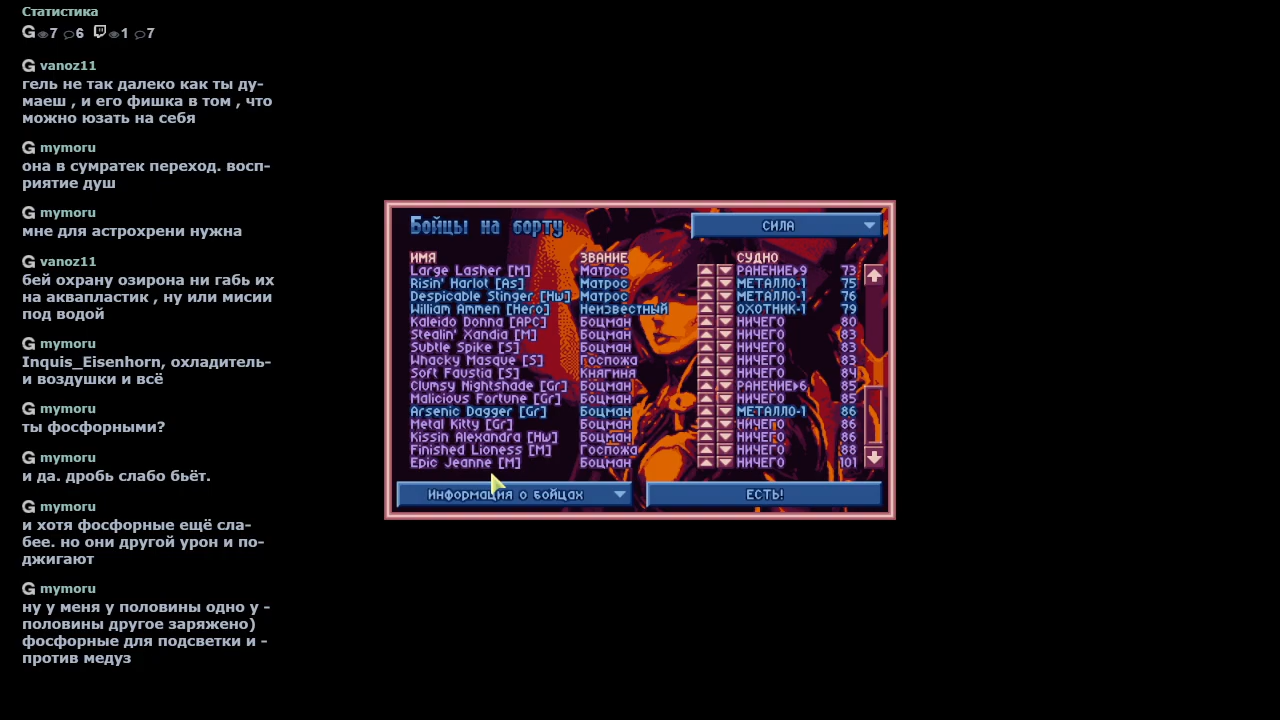 Статистика
7 6 1 7
vanoz11
гель не так далеко как ты ду-
маеш , и его фишка в том , что
можно юзать на себя
mymoru
она в сумратек переход. восп-
риятие душ
mymoru
мне для астрохрени нужна
vanoz11
бей охрану озирона ни габь их
на аквапластик , ну или мисии
под водой
mymoru
Inquis_Eisenhorn, охладитель-
и воздушки и всё
mymoru
ты фосфорными?
mymoru
и да. дробь слабо бьёт.
mymoru
и хотя фосфорные ещё сла-
бее. но они другой урон и по-
джигают
mymoru
ну у меня у половины одно у -
половины другое заряжено)
фосфорные для подсветки и -
против медуз
Бойцы на борту
СИЛА
ИМЯ ЗВАНИЕ СУДНО
Large Lasher [M] Матрос РАНЕНИЕ▸9 73
Risin' Harlot [As] Матрос МЕТАЛЛО-1 75
Despicable Stinger [Hw] Матрос МЕТАЛЛО-1 76
William Ammen [Hero] Неизвестный ОХОТНИК-1 79
Kaleido Donna [APC] Боцман НИЧЕГО 80
Stealin' Xandia [M] Боцман НИЧЕГО 83
Subtle Spike [S] Боцман НИЧЕГО 83
Whacky Masque [S] Госпожа НИЧЕГО 83
Soft Faustia [S] Княгиня НИЧЕГО 84
Clumsy Nightshade [Gr] Боцман РАНЕНИЕ▸6 85
Malicious Fortune [Gr] Боцман НИЧЕГО 85
Arsenic Dagger [Gr] Боцман МЕТАЛЛО-1 86
Metal Kitty [Gr] Боцман НИЧЕГО 86
Kissin Alexandra [Hw] Боцман НИЧЕГО 86
Finished Lioness [M] Госпожа НИЧЕГО 88
Epic Jeanne [M] Боцман НИЧЕГО 101
Информация о бойцах
ЕСТЬ!